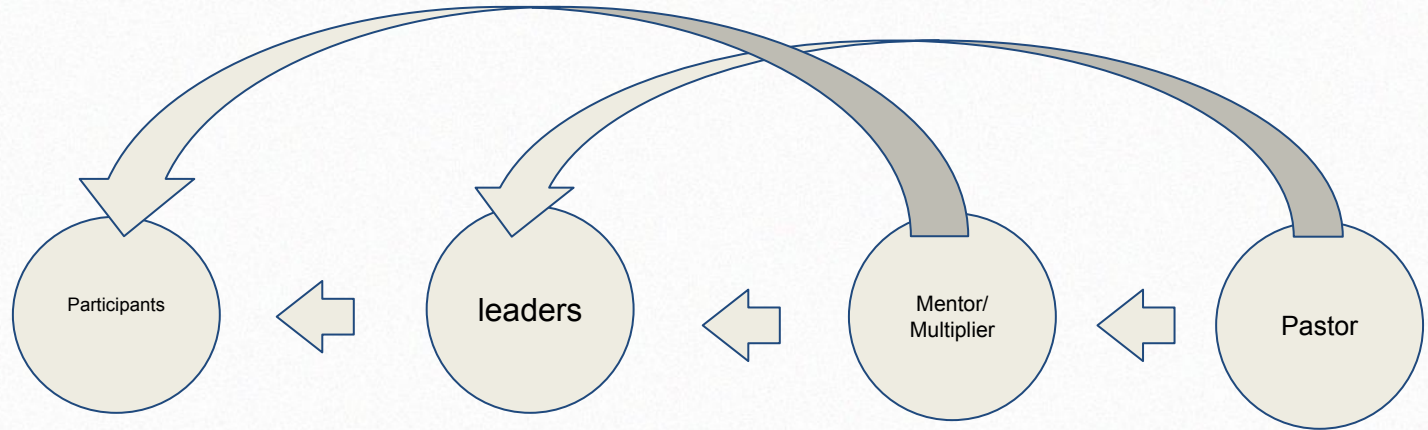 Participants
leaders
Mentor/
Multiplier
Pastor